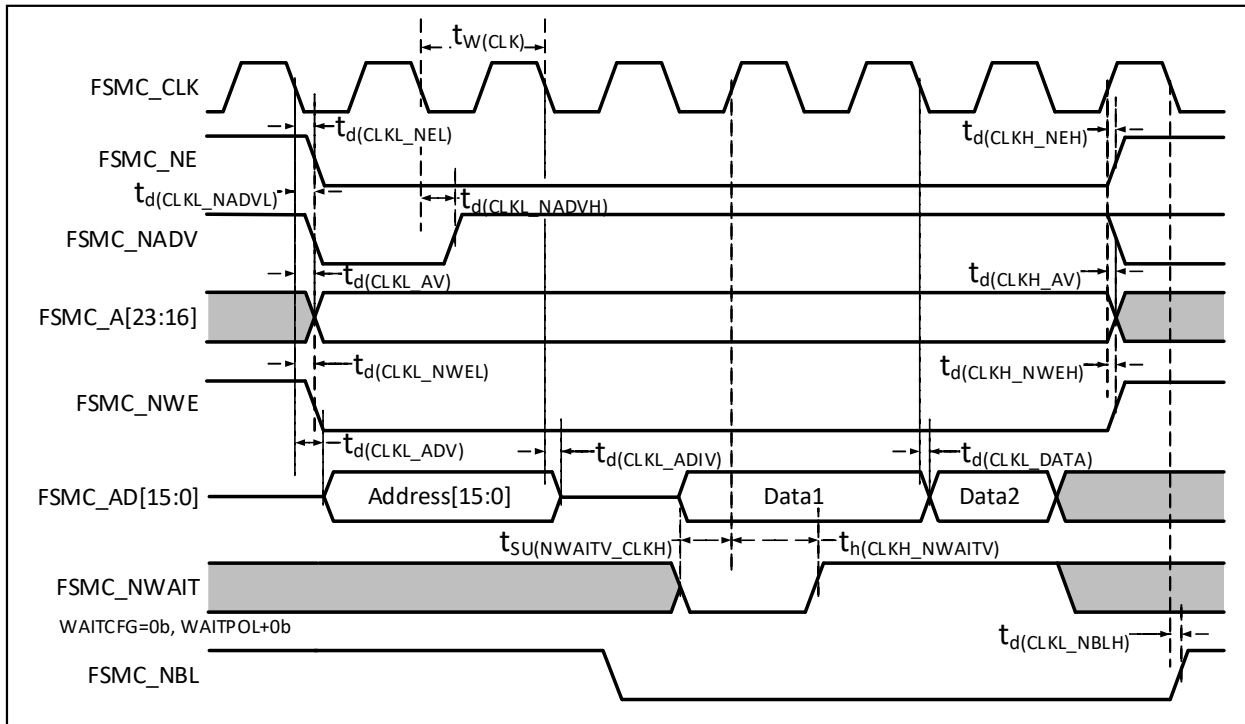 tW(CLK)
FSMC_CLK
td(CLKL_NEL)
td(CLKH_NEH)
FSMC_NE
td(CLKL_NADVL)
td(CLKL_NADVH)
FSMC_NADV
td(CLKL_AV)
td(CLKH_AV)
FSMC_A[23:16]
td(CLKL_NWEL)
td(CLKH_NWEH)
FSMC_NWE
td(CLKL_ADV)
td(CLKL_ADIV)
td(CLKL_DATA)
FSMC_AD[15:0]
Address[15:0]
Data1
Data2
tSU(NWAITV_CLKH)
th(CLKH_NWAITV)
FSMC_NWAIT
WAITCFG=0b, WAITPOL+0b
td(CLKL_NBLH)
FSMC_NBL